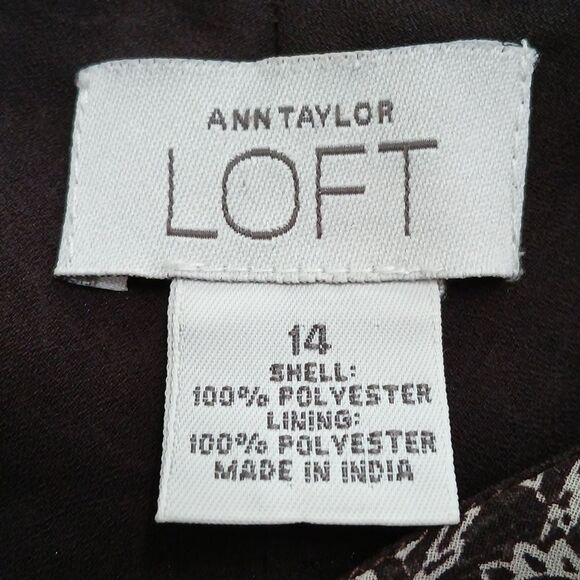 ANN TAYLOR
LOFT
14
SHELL:
100% POLYESTER
LINING:
100% POLYESTER
MADE IN INDIA